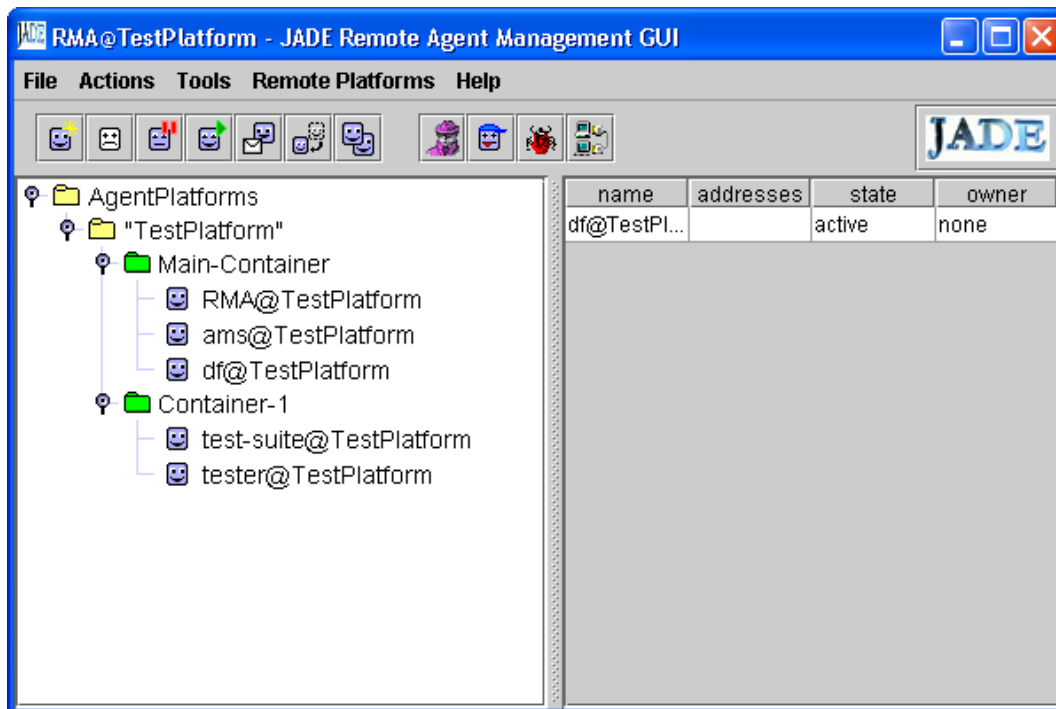 JADE RMA@TestPlatform - JADE Remote Agent Management GUI
File Actions Tools Remote Platforms Help
JADE
AgentPlatforms
"TestPlatform"
Main-Container
RMA@TestPlatform
ams@TestPlatform
df@TestPlatform
Container-1
test-suite@TestPlatform
tester@TestPlatform
name addresses state owner
df@TestPl... active none